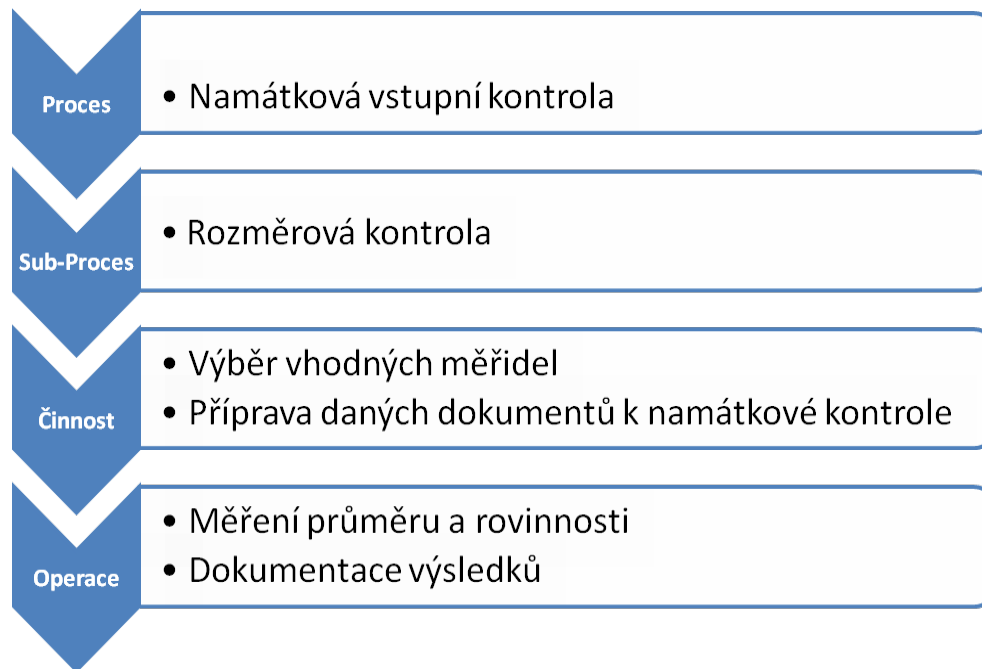 Proces
• Namátková vstupní kontrola
Sub-Proces
• Rozměrová kontrola
Činnost
• Výběr vhodných měřidel
• Příprava daných dokumentů k namátkové kontrole
Operace
• Měření průměru a rovinnosti
• Dokumentace výsledků